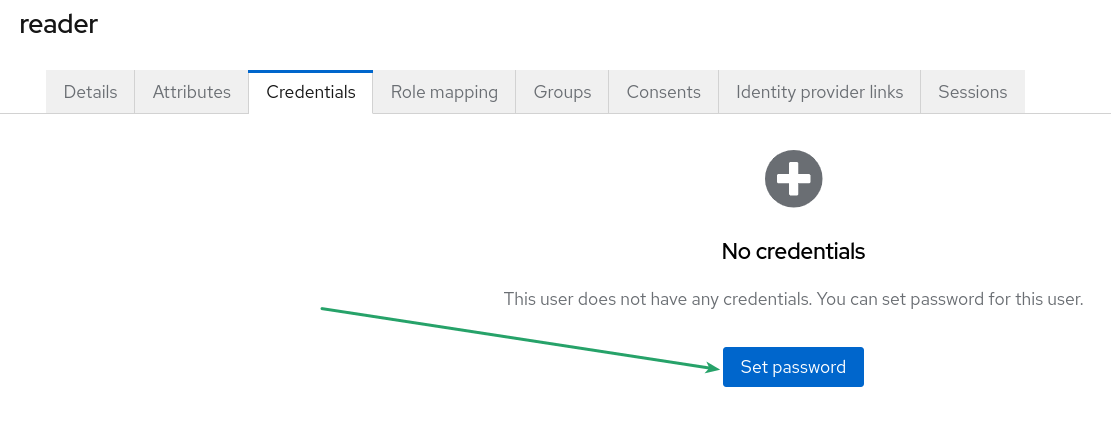 reader
Details Attributes Credentials Role mapping Groups Consents Identity provider links Sessions
No credentials
This user does not have any credentials. You can set password for this user.
Set password